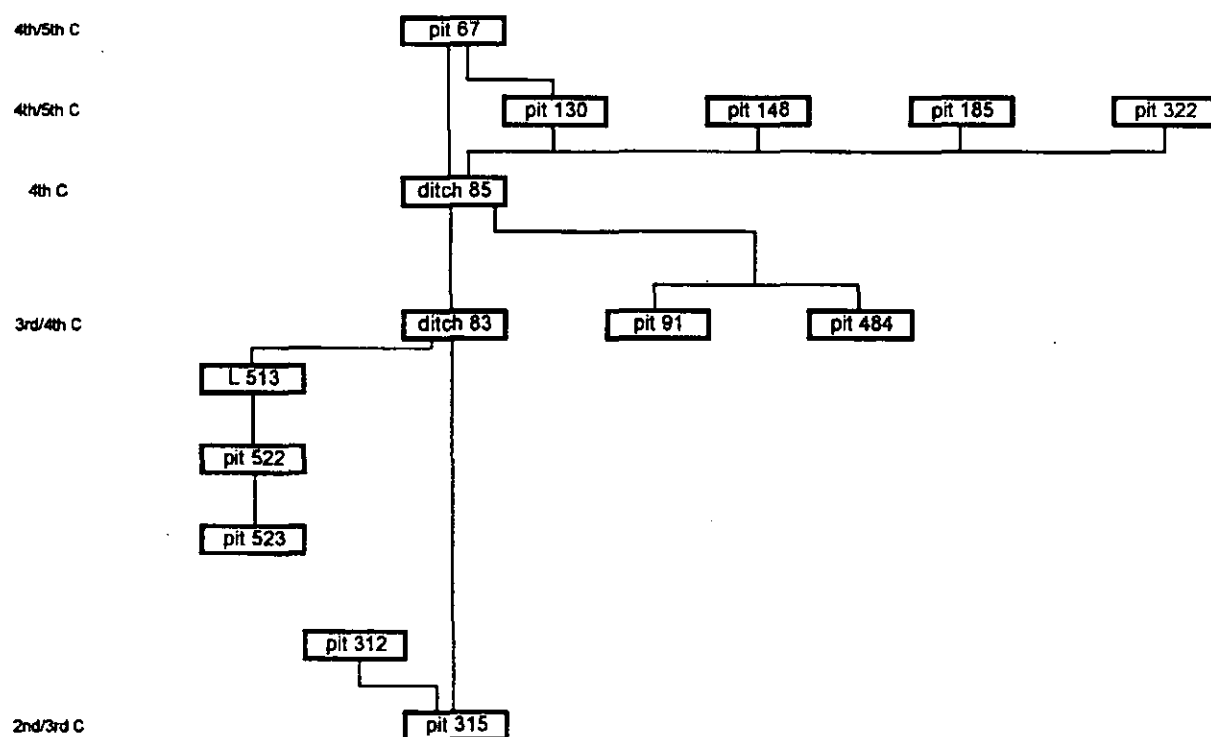 4th/5th C
pit 67
4th/5th C
pit 130
pit 148
pit 185
pit 322
4th C
ditch 85
3rd/4th C
ditch 83
pit 91
pit 484
L 513
pit 522
pit 523
pit 312
2nd/3rd C
pit 315